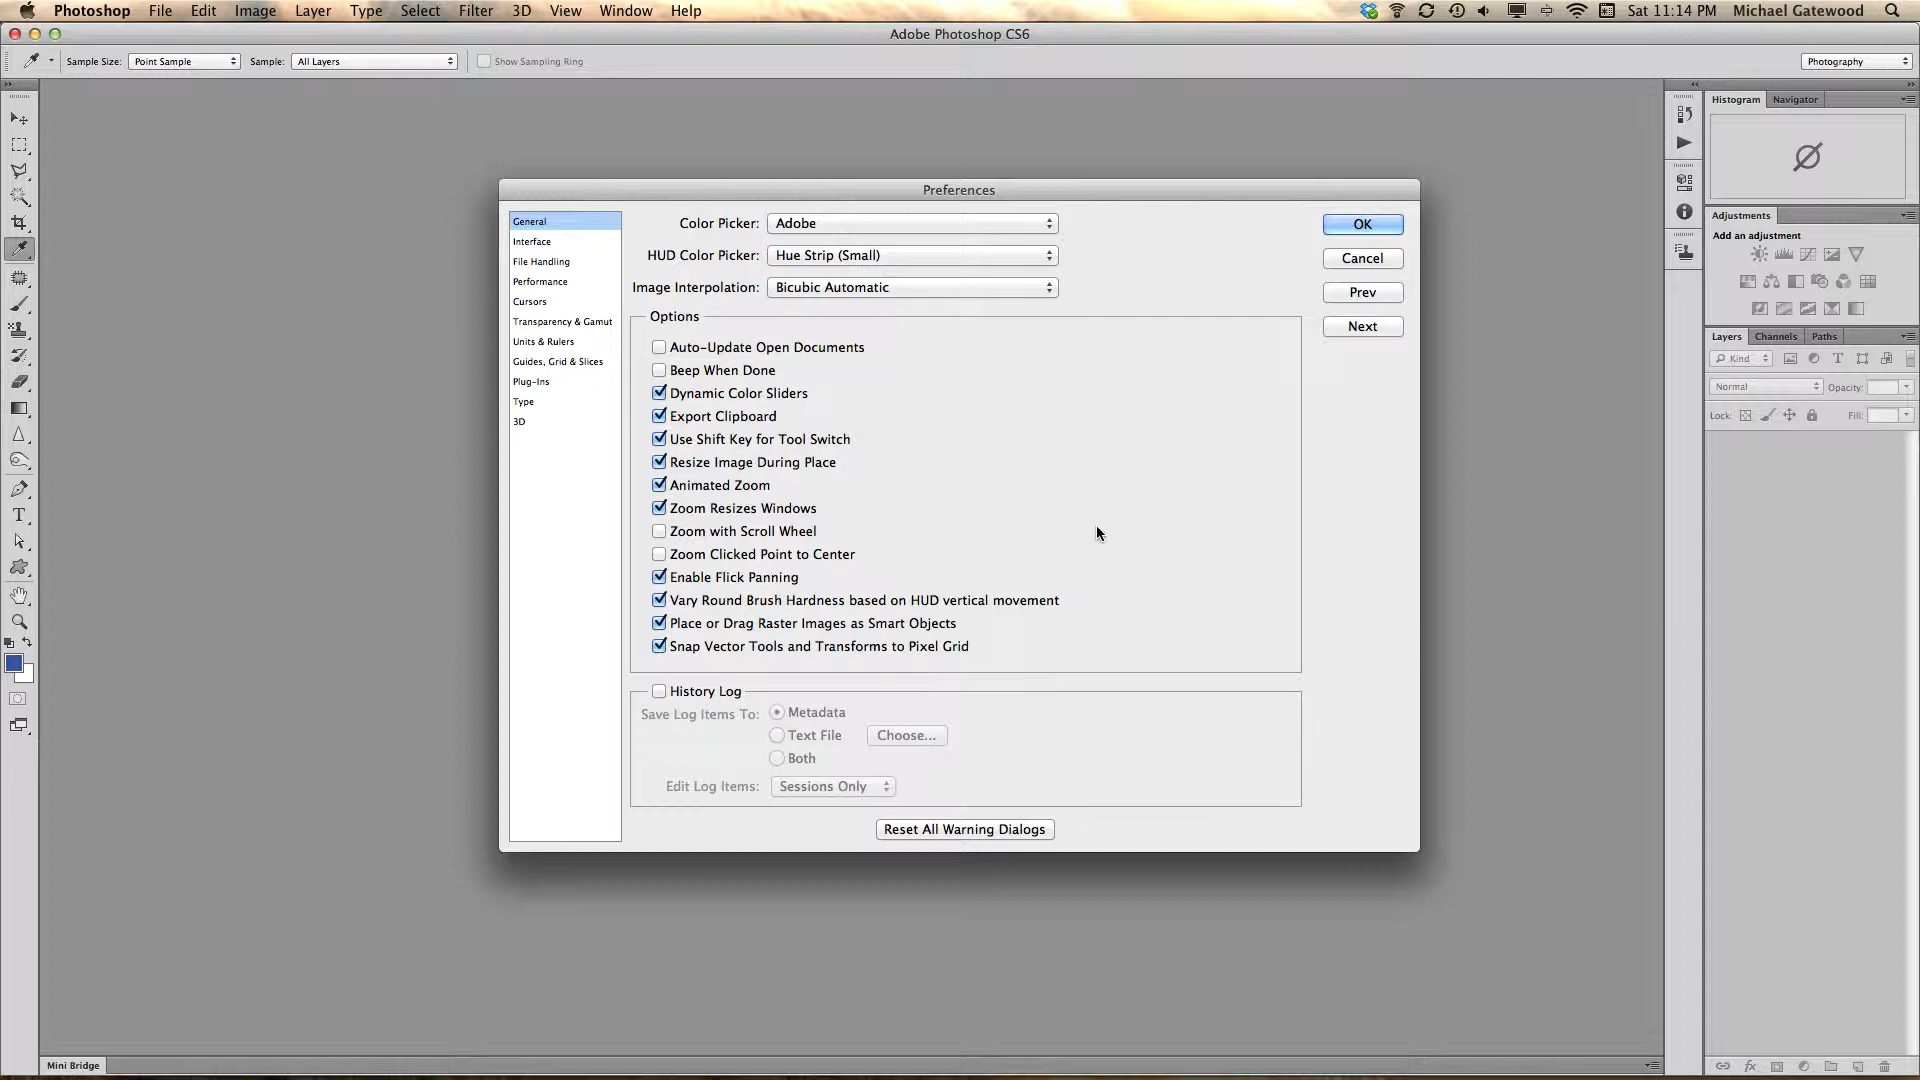 Photoshop File Edit Image Layer Type Select Filter 3D View Window Help Sat 11:14 PM Michael Gatewood
Adobe Photoshop CS6
Sample Size: Point Sample Sample: All Layers Show Sampling Ring Photography
Histogram Navigator
Preferences
General
Interface
File Handling
Performance
Cursors
Transparency & Gamut
Units & Rulers
Guides, Grid & Slices
Plug-Ins
Type
3D
Color Picker: Adobe
HUD Color Picker: Hue Strip (Small)
Image Interpolation: Bicubic Automatic
Options
Auto-Update Open Documents
Beep When Done
Dynamic Color Sliders
Export Clipboard
Use Shift Key for Tool Switch
Resize Image During Place
Animated Zoom
Zoom Resizes Windows
Zoom with Scroll Wheel
Zoom Clicked Point to Center
Enable Flick Panning
Vary Round Brush Hardness based on HUD vertical movement
Place or Drag Raster Images as Smart Objects
Snap Vector Tools and Transforms to Pixel Grid
History Log
Save Log Items To: Metadata
Text File Choose...
Both
Edit Log Items: Sessions Only
Reset All Warning Dialogs
OK
Cancel
Prev
Next
Adjustments
Add an adjustment
Layers Channels Paths
Kind
Normal Opacity:
Lock: Fill:
Mini Bridge